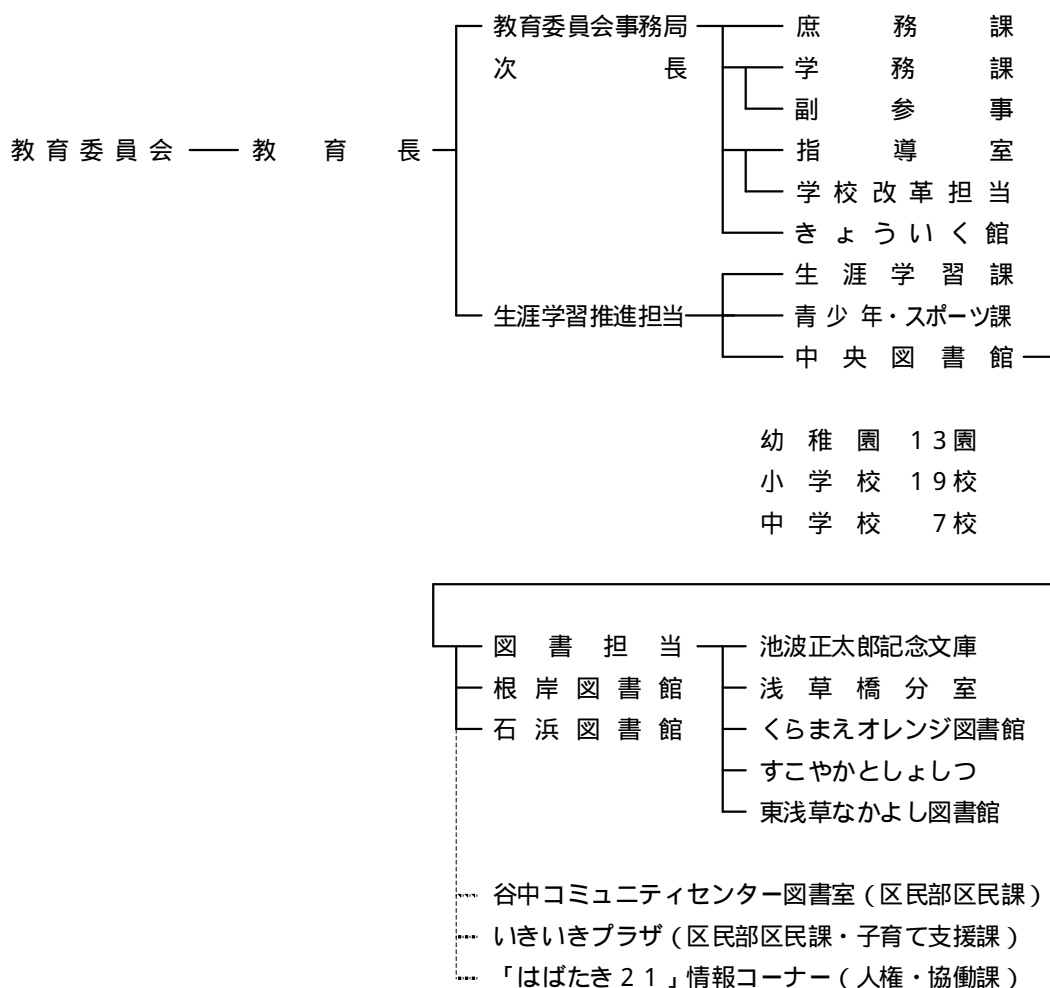 教育委員会事務局 庶務課
次長 学務課
副参事
教育委員会 教育長 指導室
学校改革担当
きょういく館
生涯学習課
生涯学習推進担当 青少年・スポーツ課
中央図書館
幼稚園 13園
小学校 19校
中学校 7校
図書担当 池波正太郎記念文庫
根岸図書館 浅草橋分室
石浜図書館 くらまえオレンジ図書館
すこやかとしょしつ
東浅草なかよし図書館
谷中コミュニティセンター図書室(区民部区民課)
いきいきプラザ(区民部区民課・子育て支援課)
「はばたき21」情報コーナー(人権・協働課)